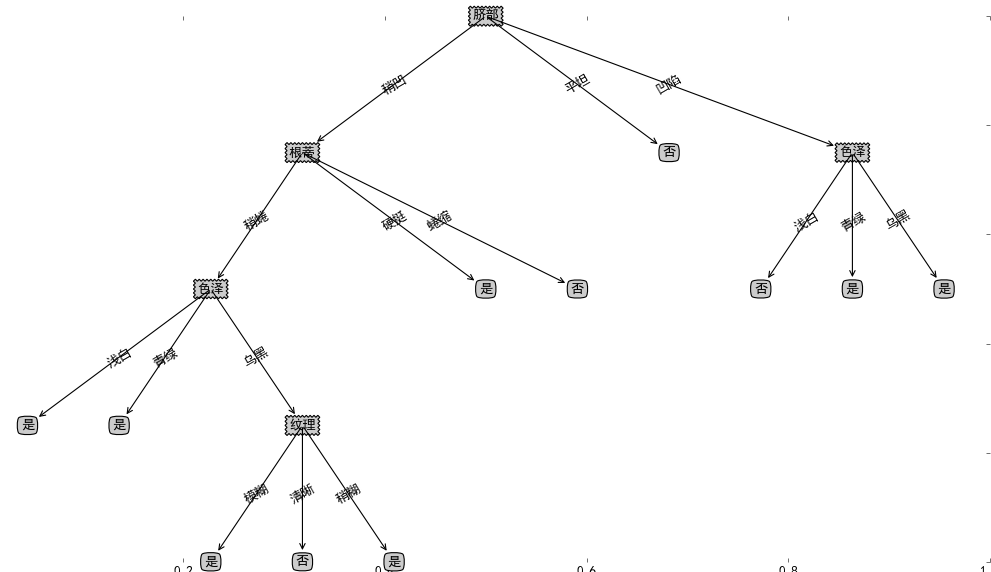 脐部
稍凹 平坦 凹陷
根蒂 否 色泽
稍蜷 硬挺 蜷缩 浅白 青绿 乌黑
色泽 是 否 否 是 是
浅白 青绿 乌黑
是 是 纹理
模糊 清晰 稍糊
是 否 是
0.2 0.6 0.8